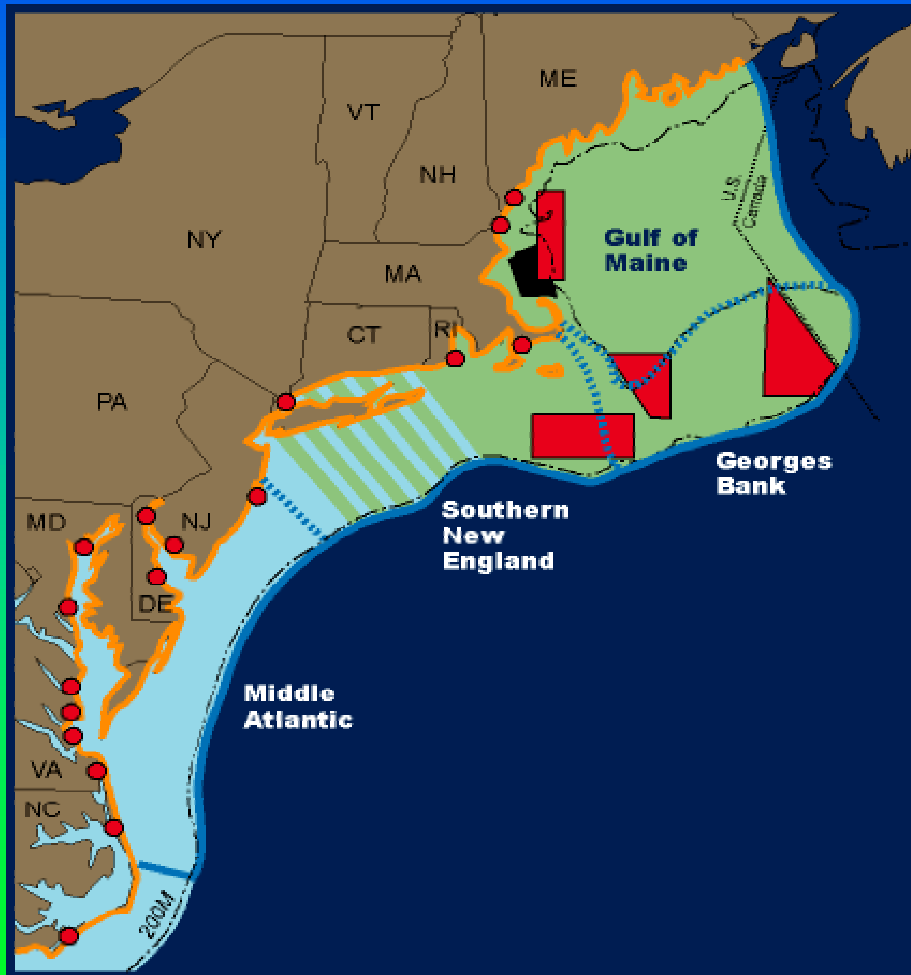 ME
VT
NH
NY
MA
CT
RI
PA
U.S.
Canada
Gulf of
Maine
Georges
Bank
Southern
New
England
MD
NJ
DE
Middle
Atlantic
VA
NC
200M